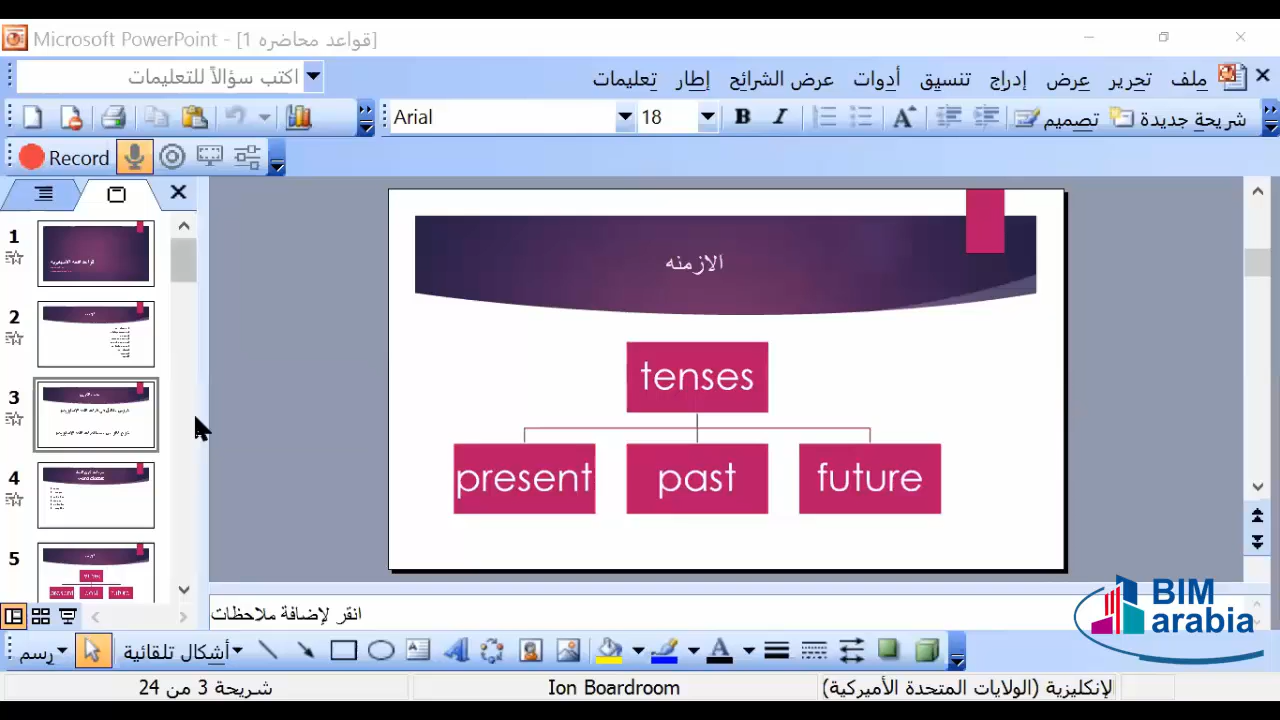 Microsoft PowerPoint - [قواعد محاضره 1]
ملف تحرير عرض إدراج تنسيق أدوات عرض الشرائح إطار تعليمات
اكتب سؤالاً للتعليمات
Arial 18 B I A تصميم شريحة جديدة
Record
1
2
3
4
5
الازمنه
tenses
present past future
انقر لإضافة ملاحظات
BIM
arabia
رسم أشكال تلقائية
شريحة 3 من 24 Ion Boardroom لإنكليزية (الولايات المتحدة الأميركية)